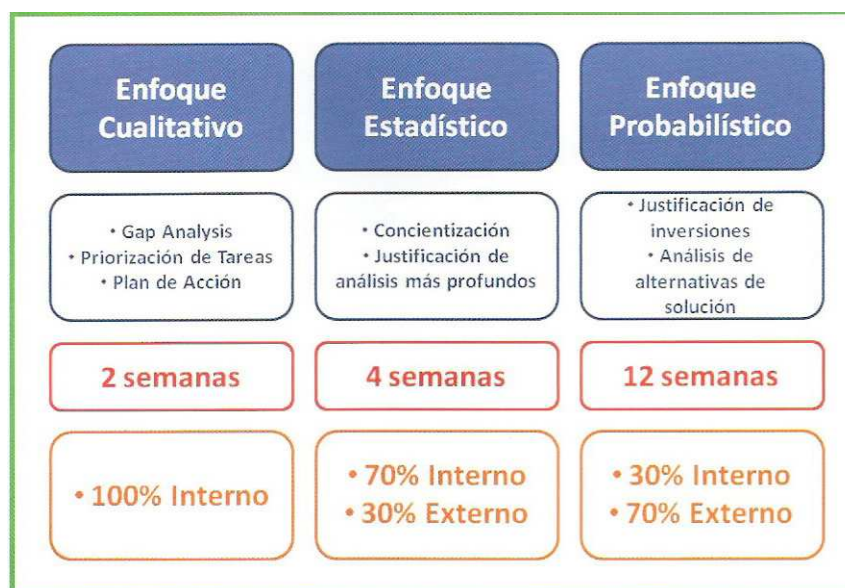 Enfoque
Cualitativo
Enfoque
Estadístico
Enfoque
Probabilístico
• Gap Analysis
• Priorización de Tareas
• Plan de Acción
• Concientización
• Justificación de
análisis más profundos
• Justificación de
inversiones
• Análisis de
alternativas de
solución
2 semanas
4 semanas
12 semanas
• 100% Interno
• 70% Interno
• 30% Externo
• 30% Interno
• 70% Externo